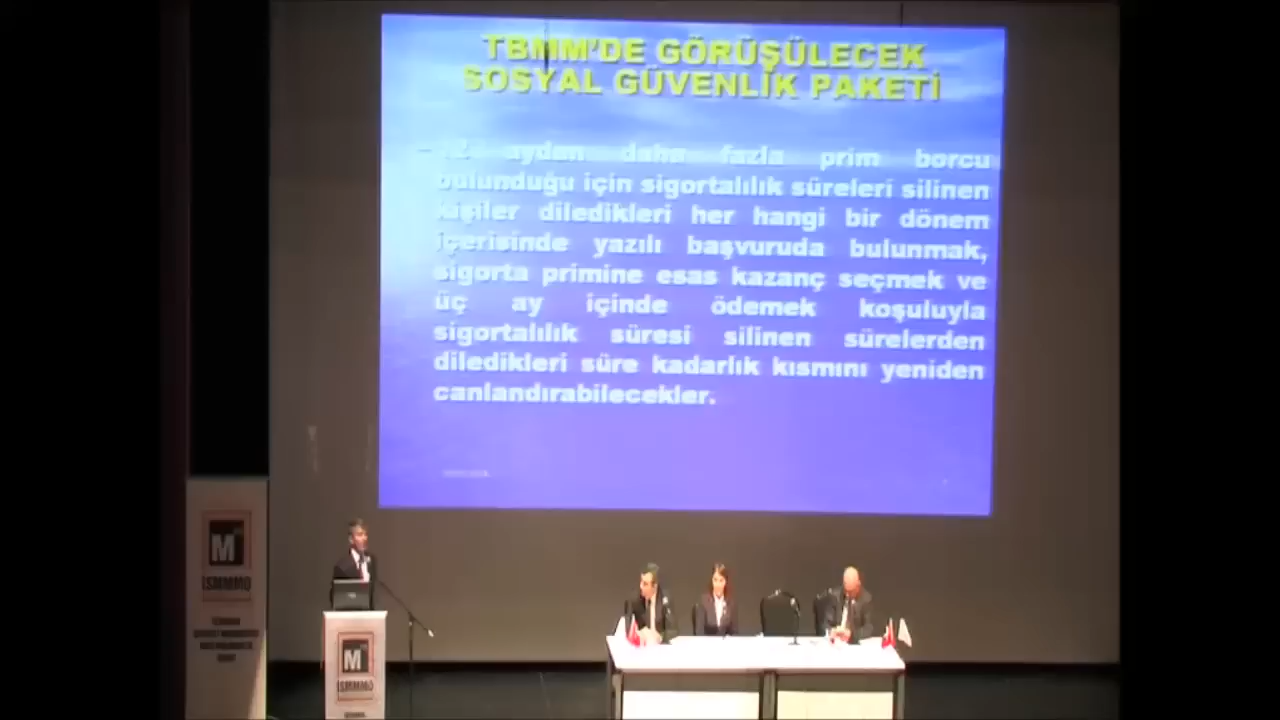 TBMM'DE GÖRÜŞÜLECEK
SOSYAL GÜVENLİK PAKETİ
– 12 aydan daha fazla prim borcu
bulunduğu için sigortalılık süreleri silinen
kişiler diledikleri her hangi bir dönem
içerisinde yazılı başvuruda bulunmak,
sigorta primine esas kazanç seçmek ve
üç ay içinde ödemek koşuluyla
sigortalılık süresi silinen sürelerden
diledikleri süre kadarlık kısmını yeniden
canlandırabilecekler.
M
İSMMMO
M
İSMMMO